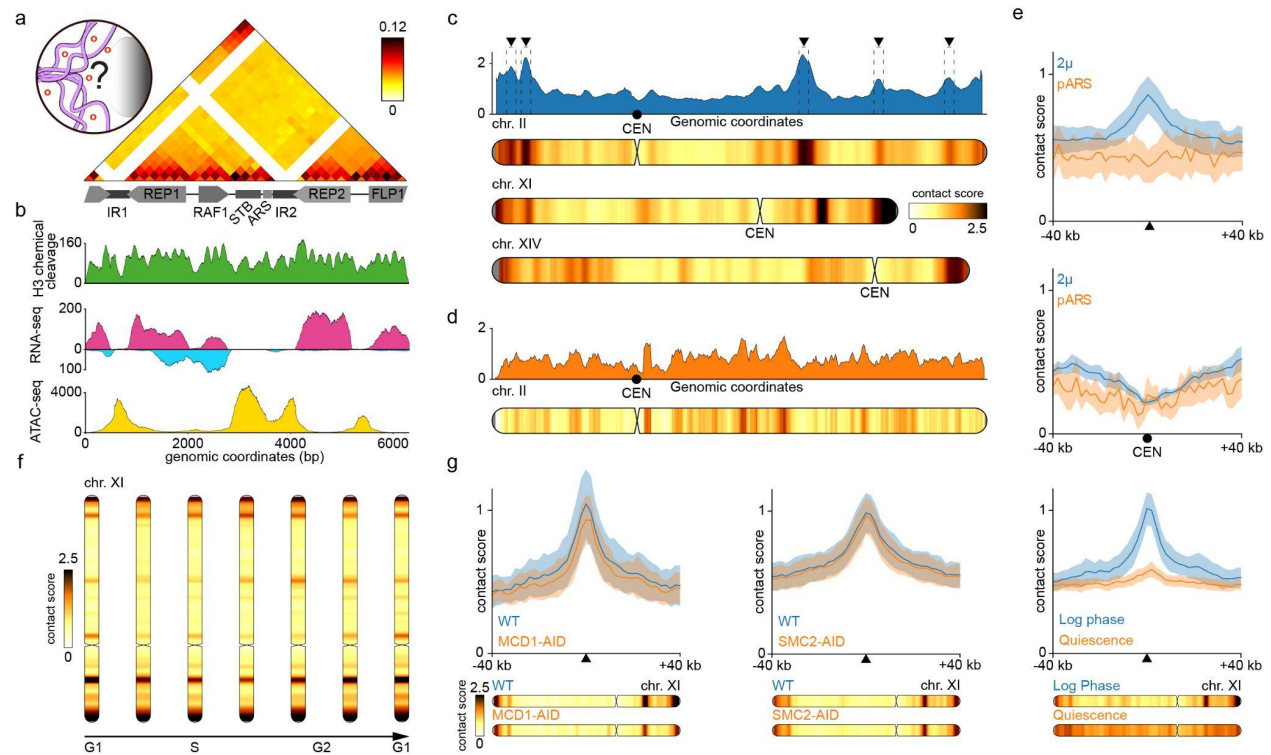 a
0.12
0
?
IR1
REP1
RAF1
STB
ARS
IR2
REP2
FLP1
b
H3 chemical
cleavage
160
0
RNA-seq
200
0
100
ATAC-seq
4000
0
0 2000 4000 6000
genomic coordinates (bp)
c
2
0
CEN
Genomic coordinates
chr. II
chr. XI
CEN
contact score
0 2.5
chr. XIV
CEN
d
2
0
CEN
Genomic coordinates
chr. II
e
2µ
pARS
contact score
1
0
-40 kb +40 kb
2µ
pARS
contact score
1
0
-40 kb +40 kb
CEN
f
chr. XI
contact score
2.5
0
G1 S G2 G1
g
contact score
1
0
WT
MCD1-AID
-40 kb +40 kb
WT chr. XI
MCD1-AID
contact score
2.5
0
contact score
1
0
WT
SMC2-AID
-40 kb +40 kb
WT chr. XI
SMC2-AID
contact score
1
0
Log phase
Quiescence
-40 kb +40 kb
Log Phase chr. XI
Quiescence